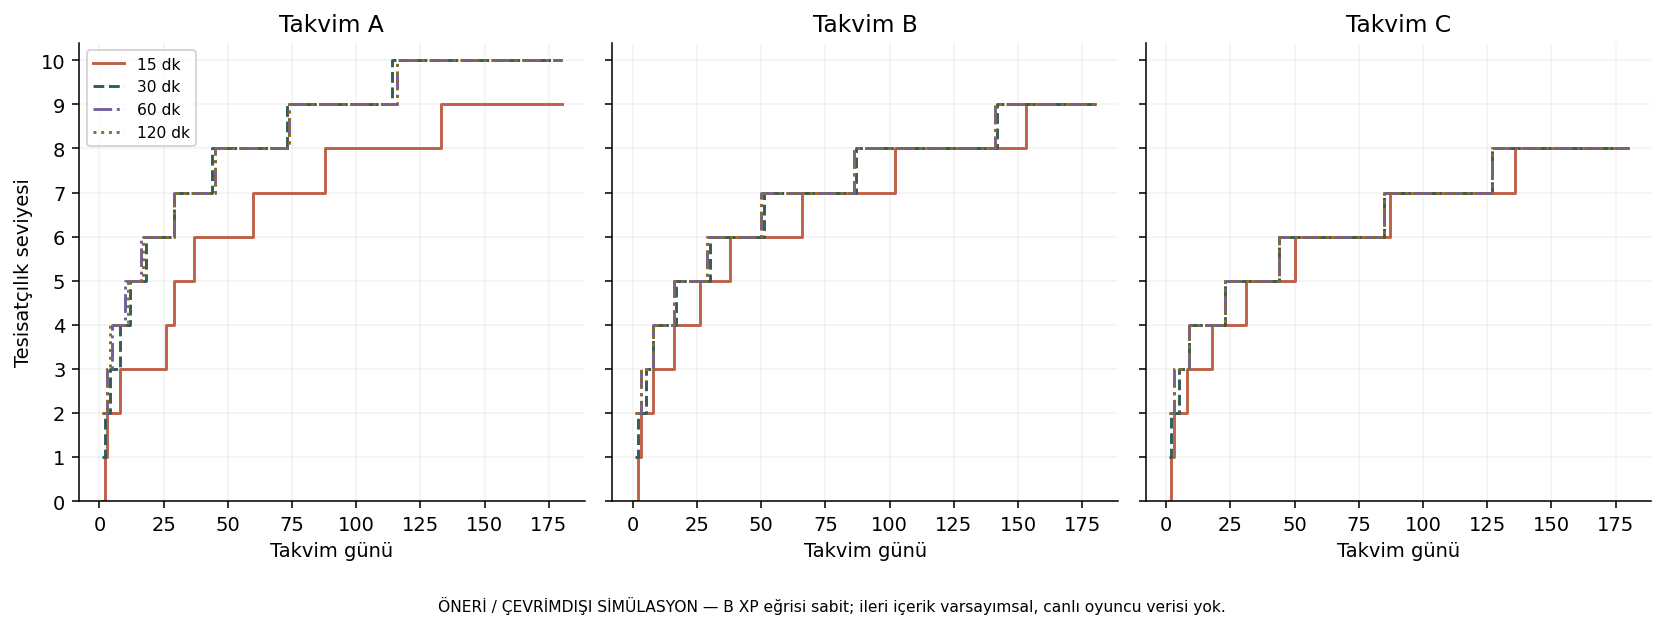 Takvim A
Takvim B
Takvim C
Tesisatçılık seviyesi
10
9
8
7
6
5
4
3
2
1
0
15 dk
30 dk
60 dk
120 dk
0 25 50 75 100 125 150 175
0 25 50 75 100 125 150 175
0 25 50 75 100 125 150 175
Takvim günü
Takvim günü
Takvim günü
ÖNERİ / ÇEVRİMDIŞI SİMÜLASYON — B XP eğrisi sabit; ileri içerik varsayımsal, canlı oyuncu verisi yok.